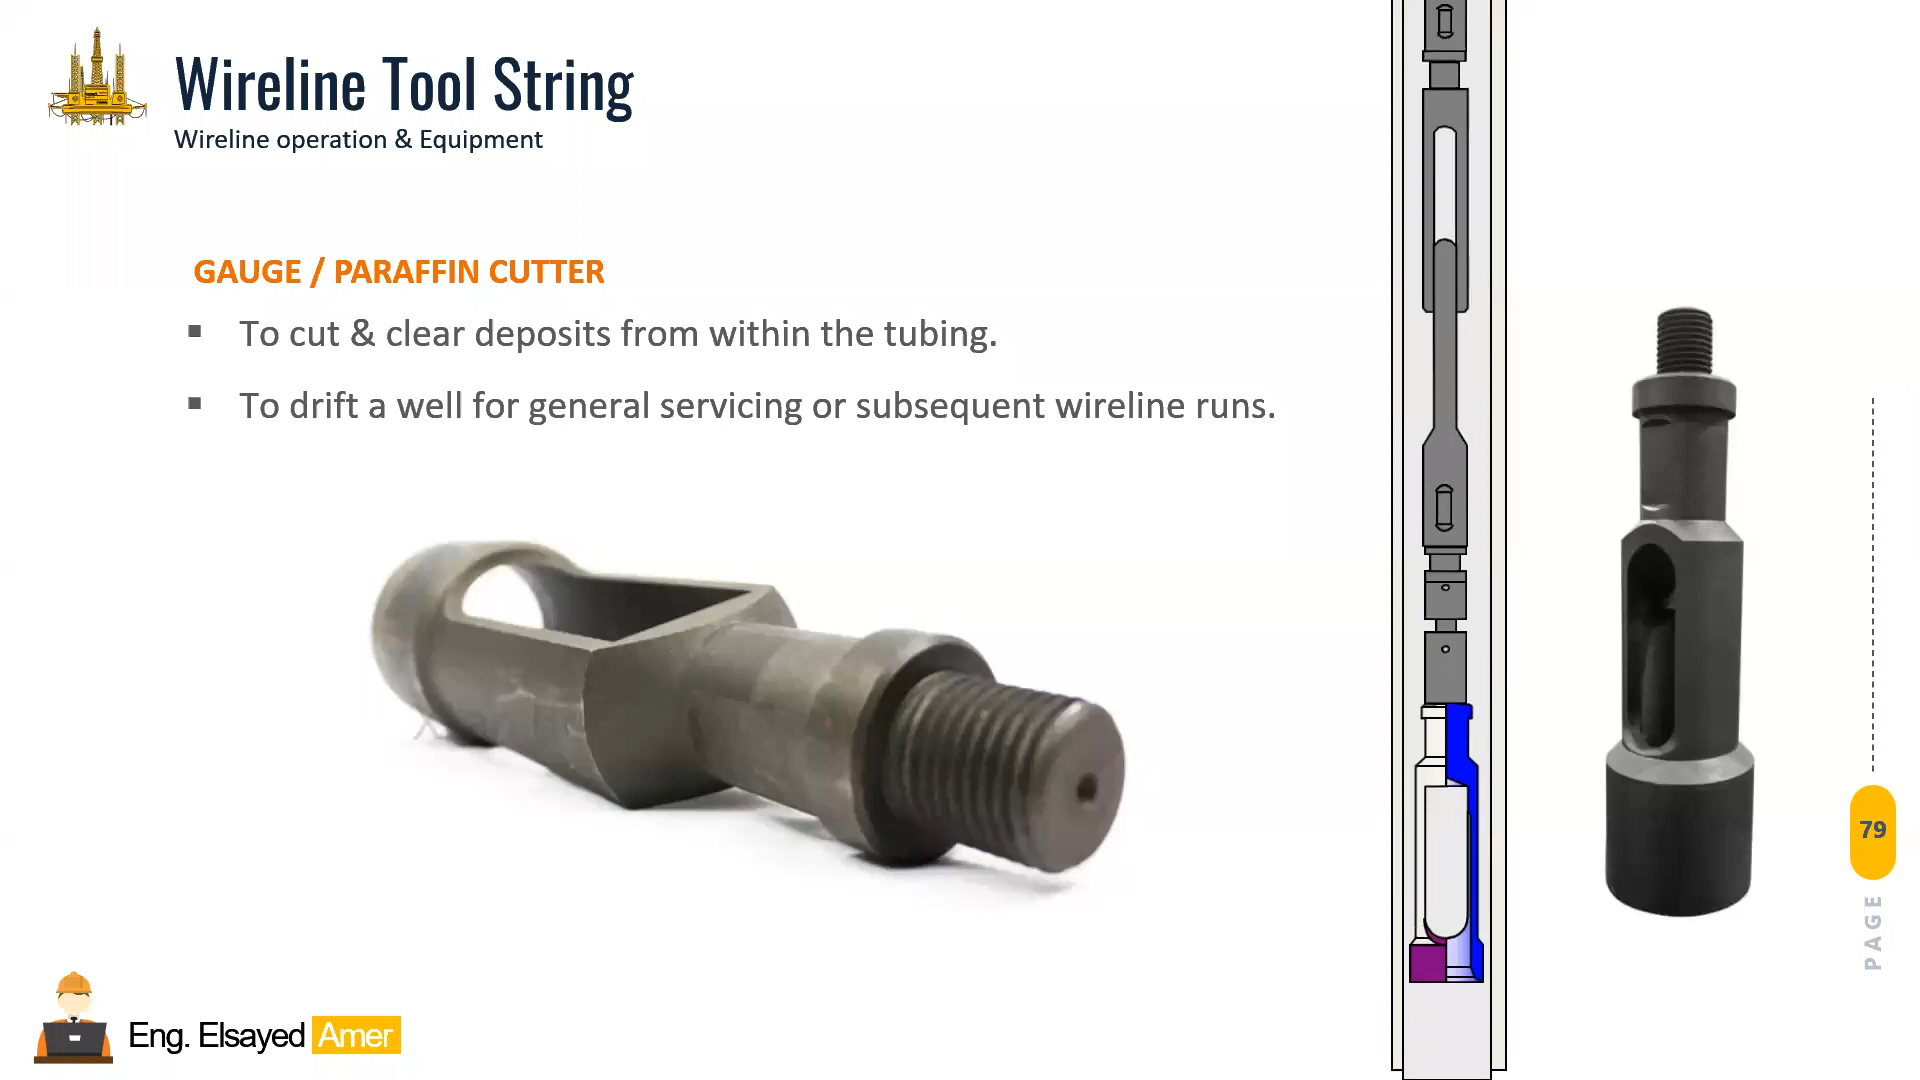 Wireline Tool String
Wireline operation & Equipment
GAUGE / PARAFFIN CUTTER
▪ To cut & clear deposits from within the tubing.
▪ To drift a well for general servicing or subsequent wireline runs.
79
PAGE
Eng. Elsayed Amer